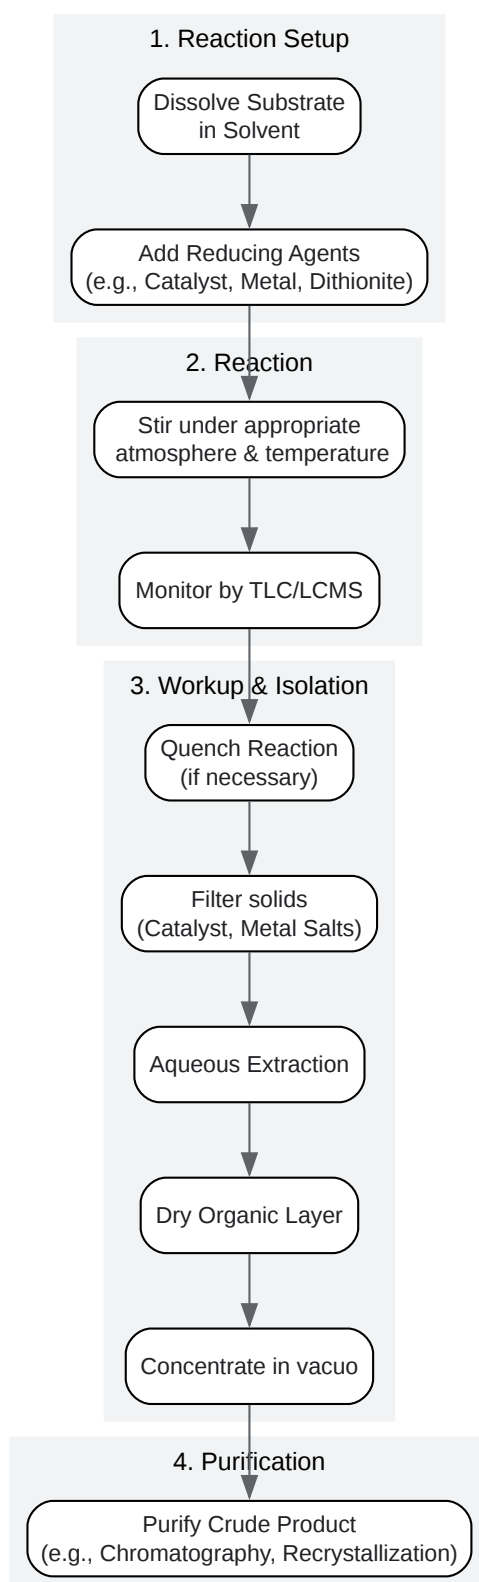 1. Reaction Setup
Dissolve Substrate
in Solvent
Add Reducing Agents
(e.g., Catalyst, Metal, Dithionite)
2. Reaction
Stir under appropriate
atmosphere & temperature
Monitor by TLC/LCMS
3. Workup & Isolation
Quench Reaction
(if necessary)
Filter solids
(Catalyst, Metal Salts)
Aqueous Extraction
Dry Organic Layer
Concentrate in vacuo
4. Purification
Purify Crude Product
(e.g., Chromatography, Recrystallization)